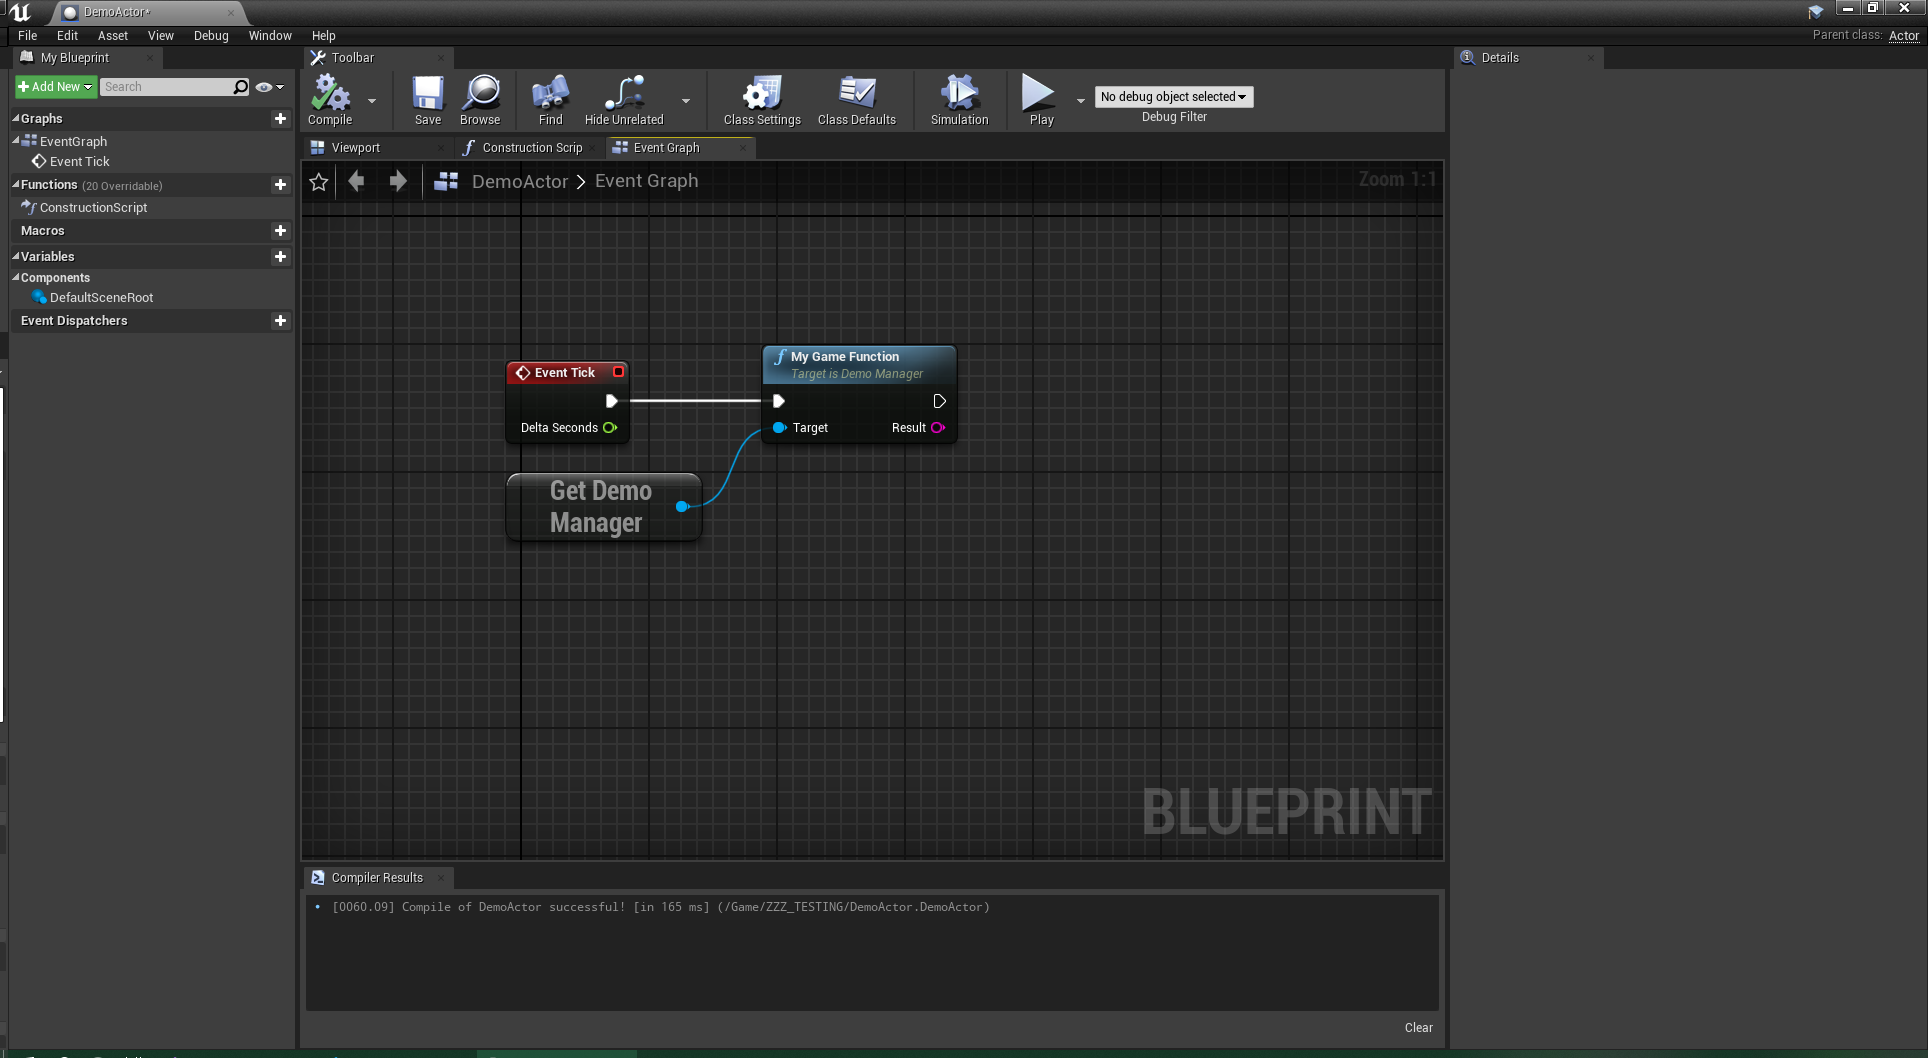 DemoActor*
File Edit Asset View Debug Window Help
Parent class: Actor
My Blueprint
Toolbar
Details
Add New
Search
Compile
Save
Browse
Find
Hide Unrelated
Class Settings
Class Defaults
Simulation
Play
No debug object selected
Debug Filter
Graphs
EventGraph
Event Tick
Functions (20 Overridable)
ConstructionScript
Macros
Variables
Components
DefaultSceneRoot
Event Dispatchers
Viewport
Construction Scrip
Event Graph
DemoActor > Event Graph
Zoom 1:1
Event Tick
Delta Seconds
My Game Function
Target is Demo Manager
Target
Result
Get Demo
Manager
BLUEPRINT
Compiler Results
[0060.09] Compile of DemoActor successful! [in 165 ms] (/Game/ZZZ_TESTING/DemoActor.DemoActor)
Clear